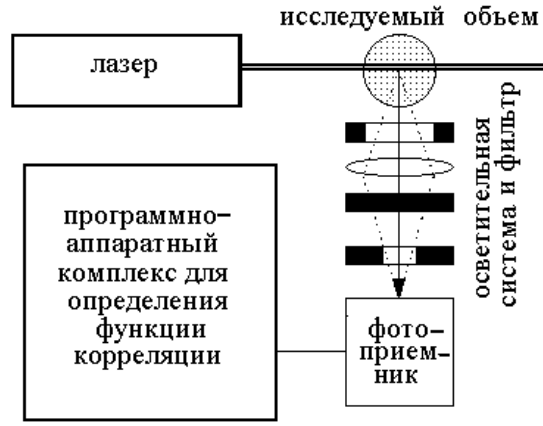 исследуемый объем
лазер
осветительная
система и фильтр
программно-
аппаратный
комплекс для
определения
функции
корреляции
фото-
прием-
ник